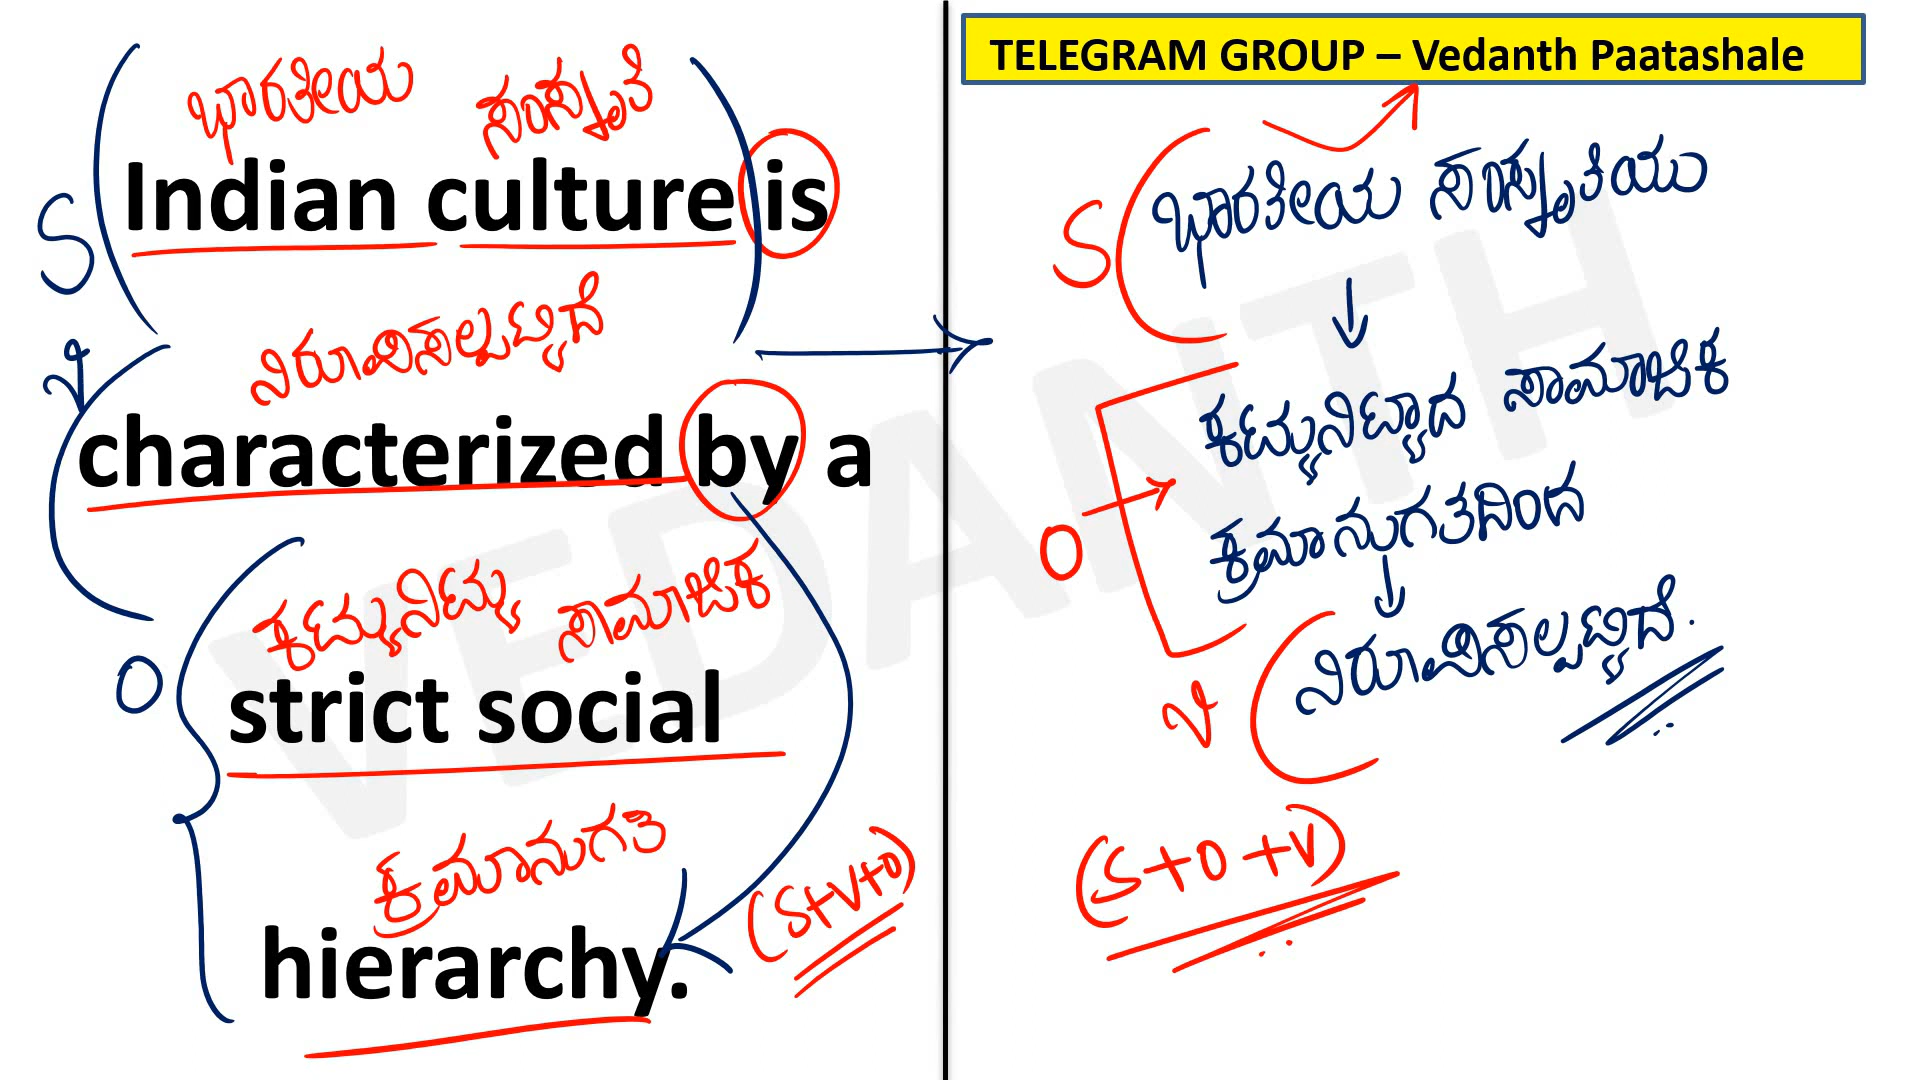 ಭಾರತೀಯ ಸಂಸ್ಕೃತಿ
S Indian culture is
ನಿರೂಪಿಸಲ್ಪಟ್ಟಿದೆ
V characterized by a
ಕಟ್ಟುನಿಟ್ಟು ಸಾಮಾಜಿಕ
O strict social
ಕ್ರಮಾನುಗತ
hierarchy.
(S+V+O)
TELEGRAM GROUP – Vedanth Paatashale
S ಭಾರತೀಯ ಸಂಸ್ಕೃತಿಯು
ಕಟ್ಟುನಿಟ್ಟಾದ ಸಾಮಾಜಿಕ
O ಕ್ರಮಾನುಗತದಿಂದ
V ನಿರೂಪಿಸಲ್ಪಟ್ಟಿದೆ.
(S+O+V)
VEDANTH